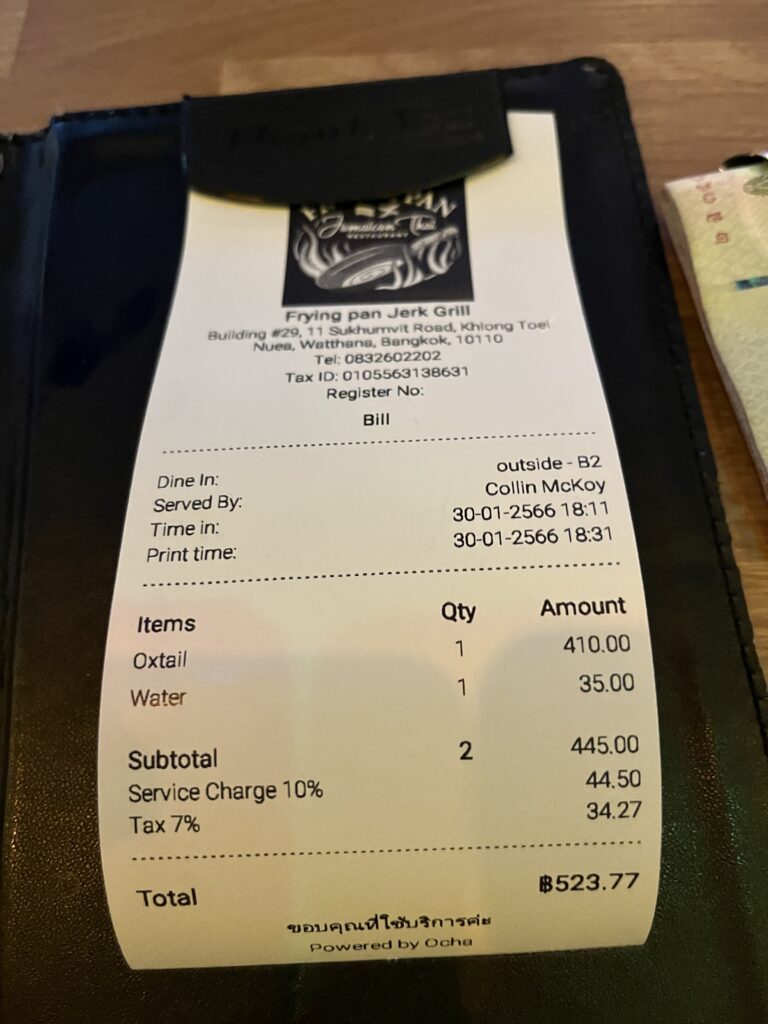 Jamaican Thai
RESTAURANT
Frying pan Jerk Grill
Building #29, 11 Sukhumvit Road, Khlong Toei
Nuea, Watthana, Bangkok, 10110
Tel: 0832602202
Tax ID: 0105563138631
Register No:
Bill
Dine In: outside - B2
Served By: Collin McKoy
Time in: 30-01-2566 18:11
Print time: 30-01-2566 18:31
Items Qty Amount
Oxtail 1 410.00
Water 1 35.00
Subtotal 2 445.00
Service Charge 10% 44.50
Tax 7% 34.27
Total ฿523.77
ขอบคุณที่ใช้บริการค่ะ
Powered by Ocha